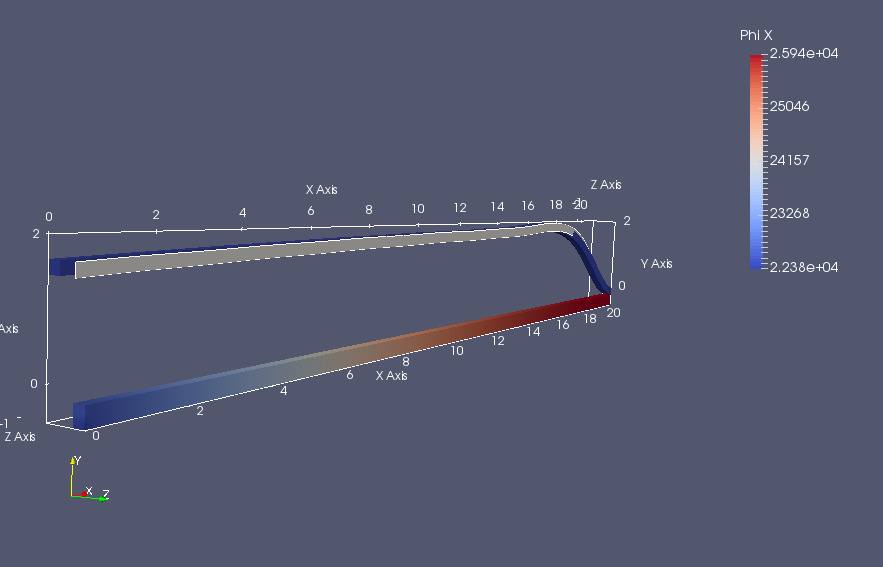 Phi X
2.594e+04
25046
24157
23268
2.238e+04
X Axis
Z Axis
0 2 4 6 8 10 12 14 16 18 20
2
2
Y Axis
0
Axis
0
20
18
16
14
12
10
8
6
X Axis
4
2
0
-1
Z Axis
Y
X Z